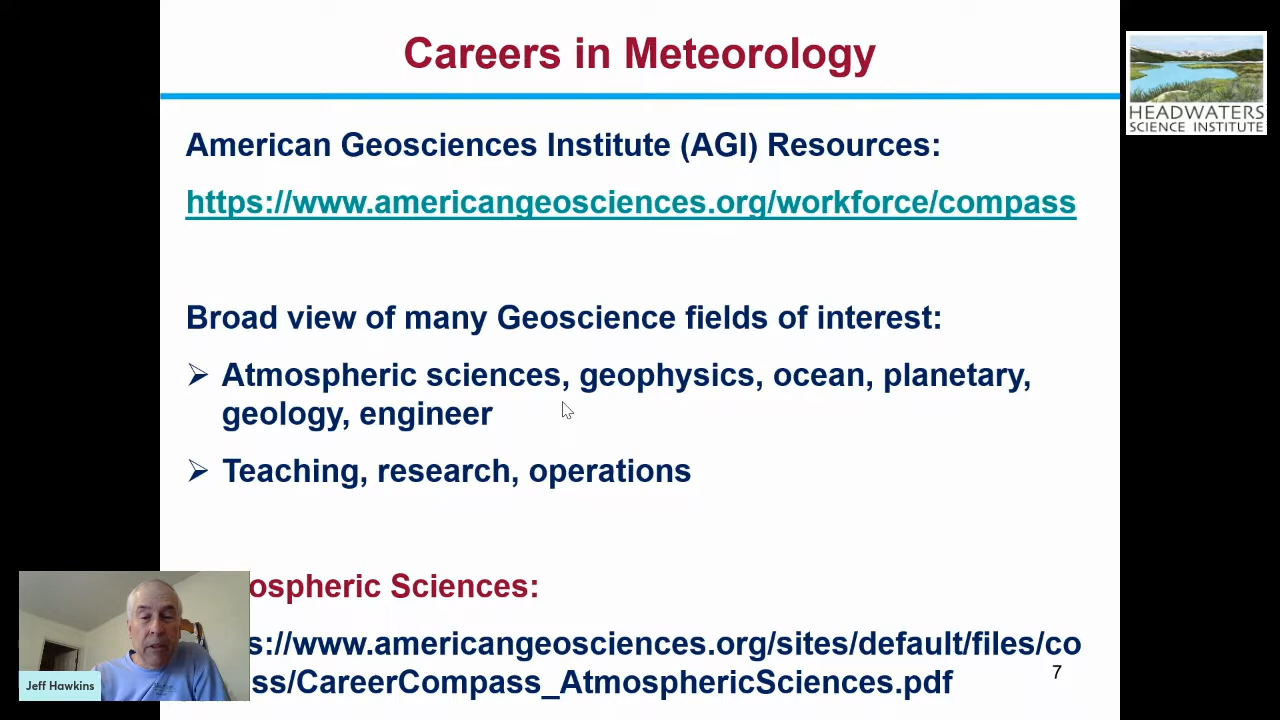 Careers in Meteorology
HEADWATERS
SCIENCE INSTITUTE
American Geosciences Institute (AGI) Resources:
https://www.americangeosciences.org/workforce/compass
Broad view of many Geoscience fields of interest:
Atmospheric sciences, geophysics, ocean, planetary,
geology, engineer
Teaching, research, operations
ospheric Sciences:
s://www.americangeosciences.org/sites/default/files/co
ss/CareerCompass_AtmosphericSciences.pdf
7
Jeff Hawkins